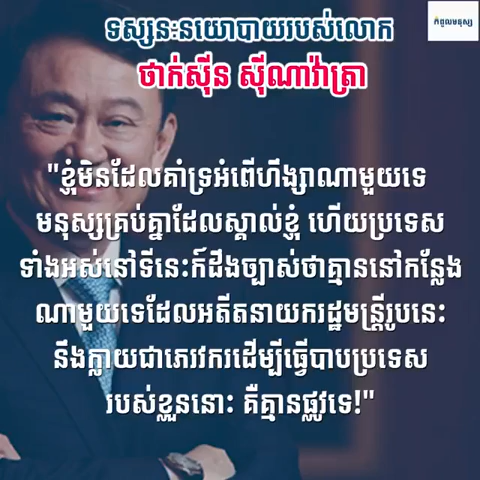 ទស្សនៈនយោបាយរបស់លោក
ថាក់ស៊ីន ស៊ីណាវ៉ាត្រា
កំពូលមនុស្ស
"ខ្ញុំមិនដែលគាំទ្រអំពើហឹង្សាណាមួយទេ
មនុស្សគ្រប់គ្នាដែលស្គាល់ខ្ញុំ ហើយប្រទេស
ទាំងអស់នៅទីនេះក៍ដឹងច្បាស់ថាគ្មាននៅកន្លែង
ណាមួយទេដែលអតីតនាយករដ្ឋមន្ត្រីរូបនេះ
នឹងក្លាយជាភេរវករដើម្បីធ្វើបាបប្រទេស
របស់ខ្លួននោះ គឺគ្មានផ្លូវទេ!"